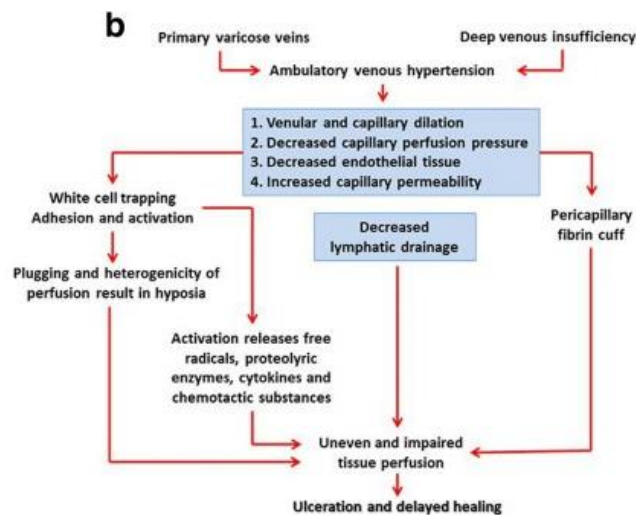 b
Primary varicose veins
Deep venous insufficiency
Ambulatory venous hypertension
1. Venular and capillary dilation
2. Decreased capillary perfusion pressure
3. Decreased endothelial tissue
4. Increased capillary permeability
White cell trapping
Adhesion and activation
Decreased
lymphatic drainage
Pericapillary
fibrin cuff
Plugging and heterogenicity of
perfusion result in hyposia
Activation releases free
radicals, proteolyric
enzymes, cytokines and
chemotactic substances
Uneven and impaired
tissue perfusion
Ulceration and delayed healing